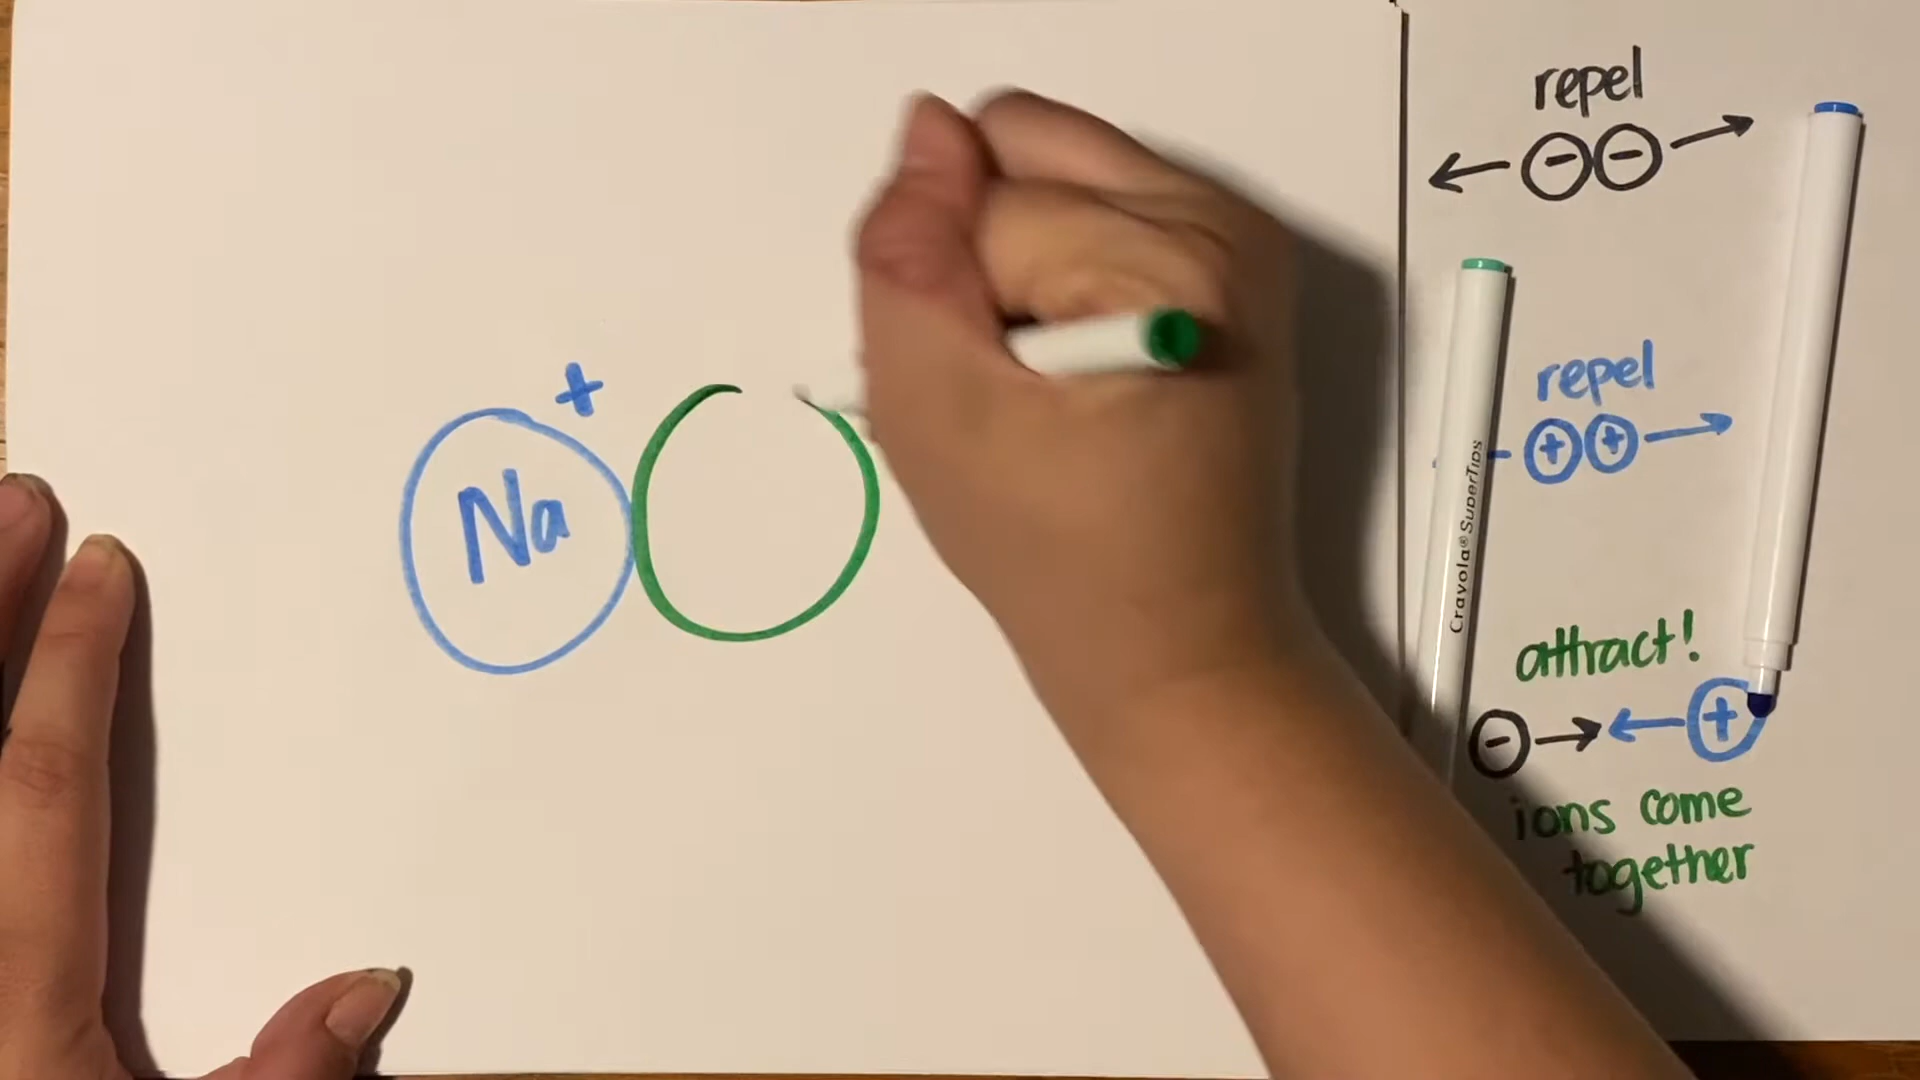 +
Na
repel
← ⊖⊖ →
repel
⊕⊕ →
Crayola® SuperTips
attract!
⊖ → ← ⊕
ions come
together